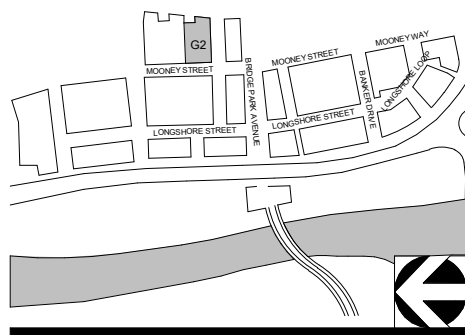 G2
MOONEY STREET
BRIDGE PARK AVENUE
MOONEY STREET
MOONEY WAY
LONGSHORE STREET
LONGSHORE STREET
BANKER DRIVE
LONGSHORE LOOP